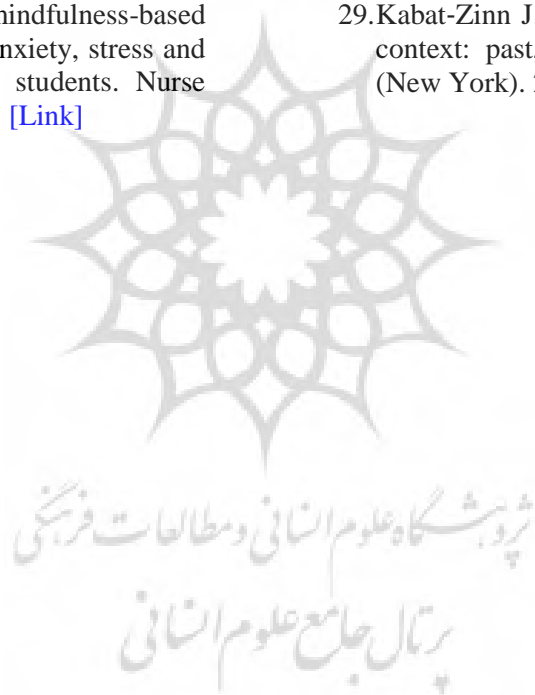 mindfulness-based
anxiety, stress and
students. Nurse
[Link]
29.Kabat-Zinn J
context: past,
(New York).
پژوهشگاه علوم انسانی و مطالعات فرهنگی
پرتال جامع علوم انسانی